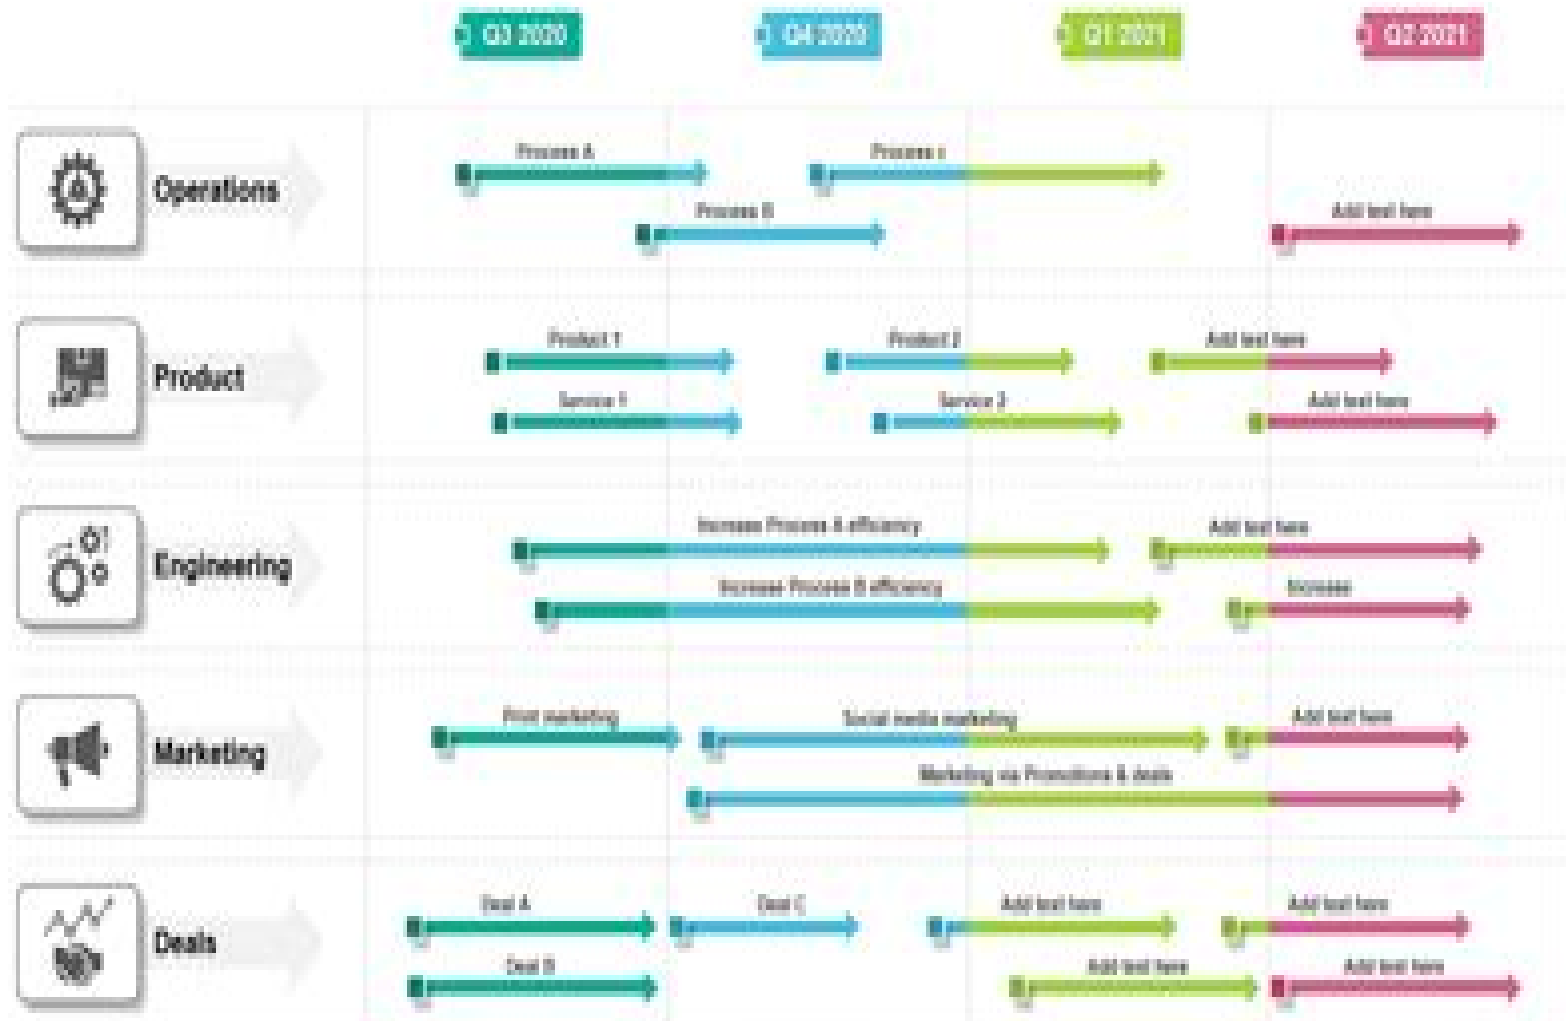 Q3 2020
Q4 2020
Q1 2021
Q2 2021
Operations
Process A
Process c
Process B
Add text here
Product
Product 1
Product 2
Add text here
Service 1
Service 2
Add text here
Engineering
Increase Process A efficiency
Add text here
Increase Process B efficiency
Increase
Marketing
Print marketing
Social media marketing
Add text here
Marketing via Promotions & deals
Deals
Deal A
Deal C
Add text here
Add text here
Deal B
Add text here
Add text here